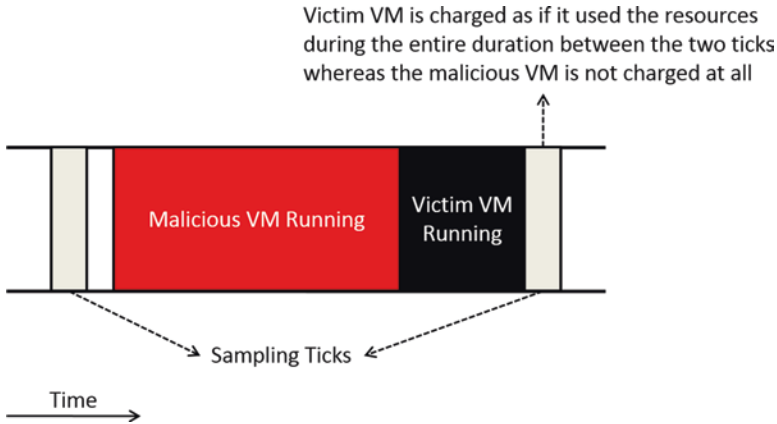 Victim VM is charged as if it used the resources
during the entire duration between the two ticks
whereas the malicious VM is not charged at all
Malicious VM Running
Victim VM
Running
Sampling Ticks
Time